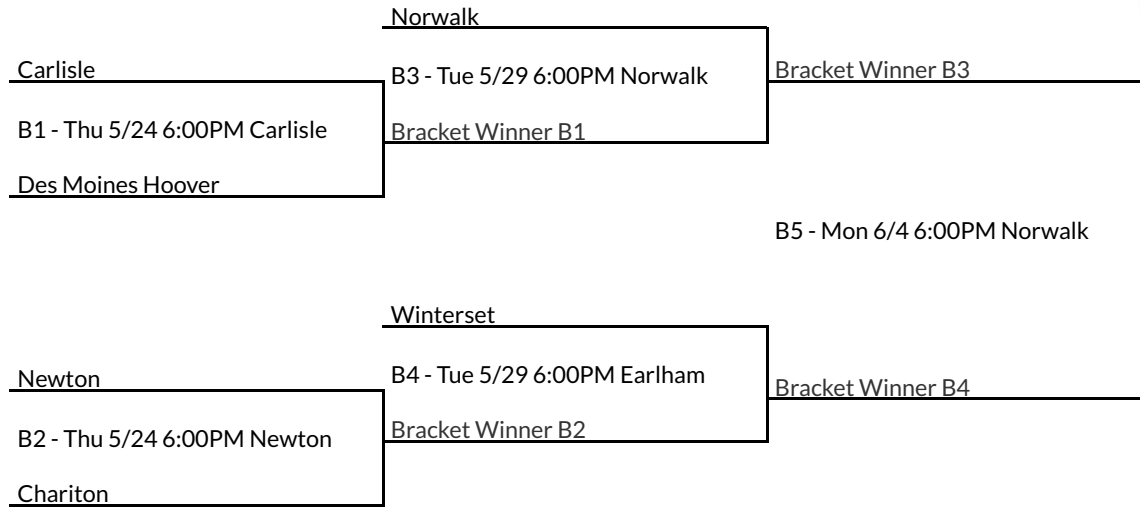 Norwalk
Carlisle
B3 - Tue 5/29 6:00PM Norwalk
Bracket Winner B3
B1 - Thu 5/24 6:00PM Carlisle
Bracket Winner B1
Des Moines Hoover
B5 - Mon 6/4 6:00PM Norwalk
Winterset
Newton
B4 - Tue 5/29 6:00PM Earlham
Bracket Winner B4
B2 - Thu 5/24 6:00PM Newton
Bracket Winner B2
Chariton